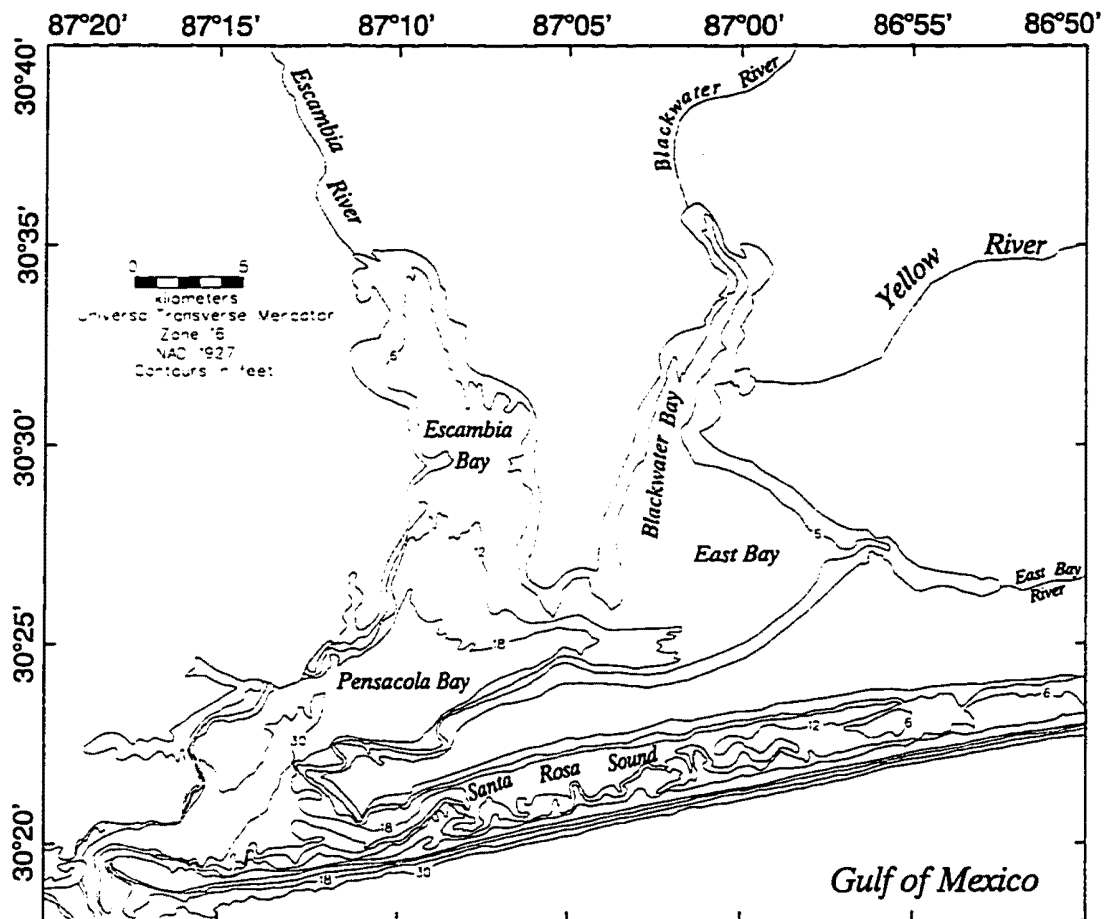 87°20' 87°15' 87°10' 87°05' 87°00' 86°55' 86°50'
30°40'
30°35'
30°30'
30°25'
30°20'
Escambia
River
Blackwater River
Yellow River
0 5
kilometers
Universal Transverse Mercator
Zone 16
NAD 1927
Contours in feet
2
6
Escambia
Bay
Blackwater Bay
12
East Bay
5
East Bay
River
18
Pensacola Bay
30
6
12
6
Santa Rosa Sound
18
18
30
Gulf of Mexico